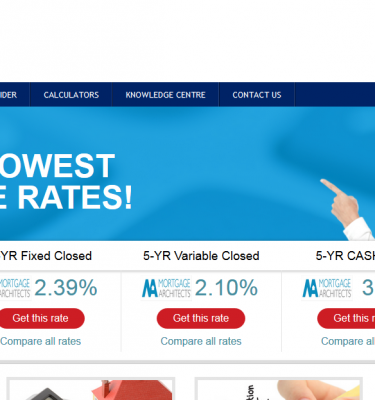 IDER CALCULATORS KNOWLEDGE CENTRE CONTACT US
OWEST
E RATES!
YR Fixed Closed 5-YR Variable Closed 5-YR CASH
MORTGAGE ARCHITECTS 2.39% MORTGAGE ARCHITECTS 2.10% MORTGAGE ARCHITECTS 3
Get this rate Get this rate Get this r
Compare all rates Compare all rates Compare all